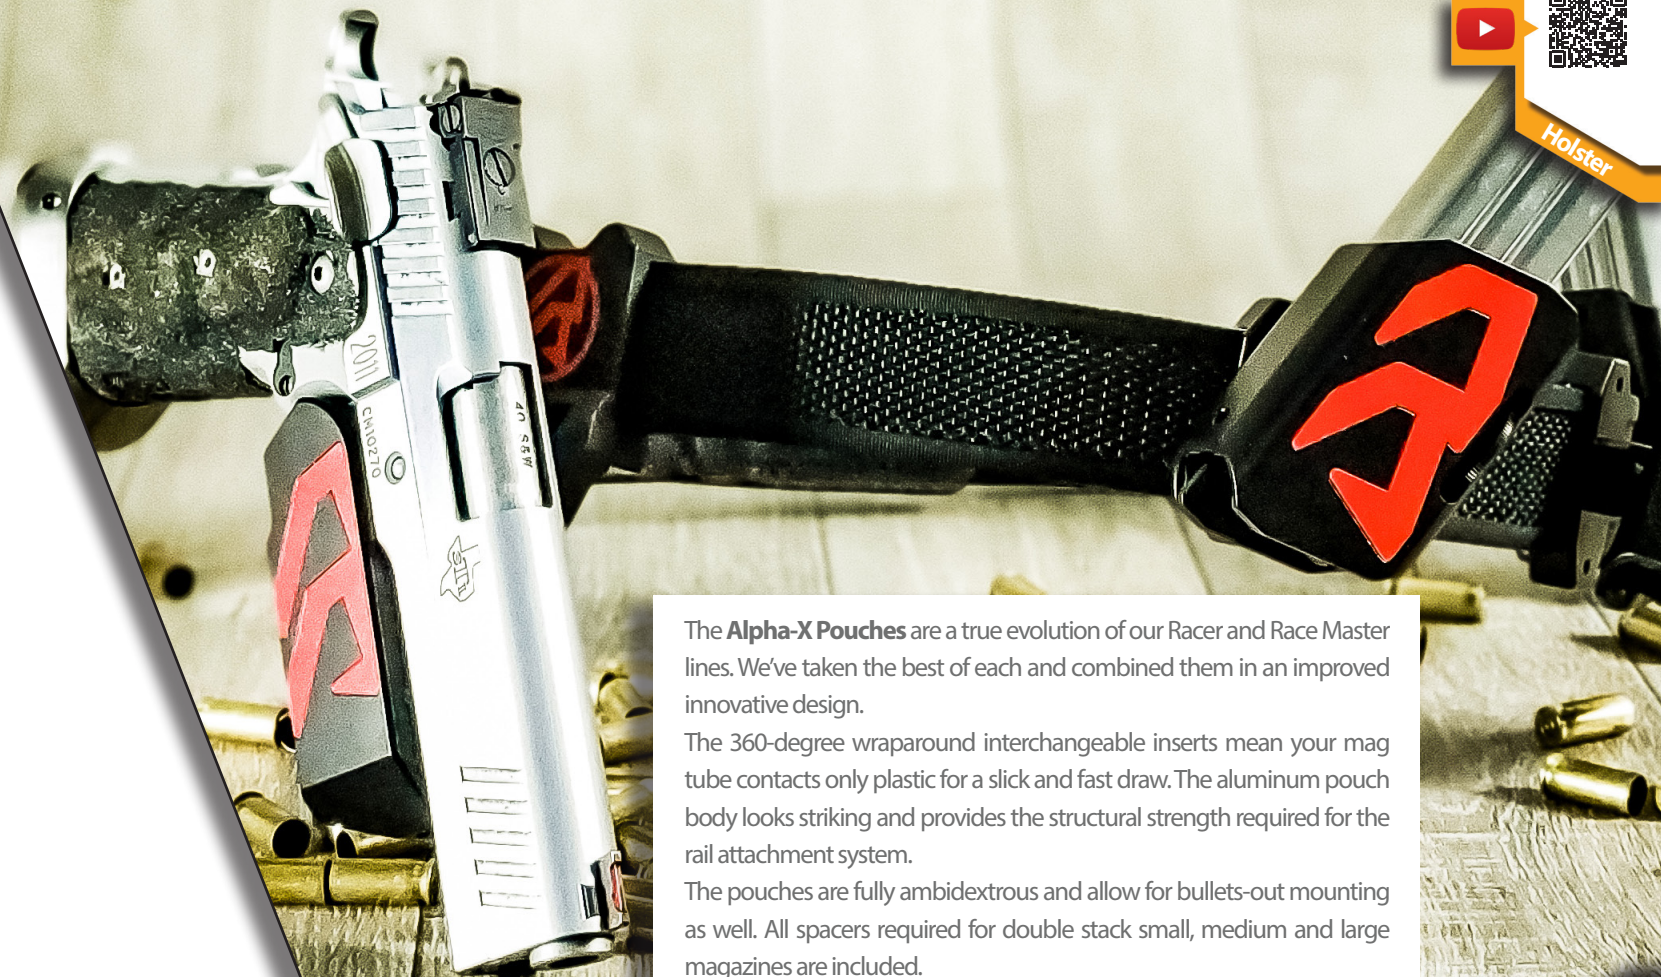 Holster
2011
CN10270
40 S&W
STI
The Alpha-X Pouches are a true evolution of our Racer and Race Master
lines. We’ve taken the best of each and combined them in an improved
innovative design.
The 360-degree wraparound interchangeable inserts mean your mag
tube contacts only plastic for a slick and fast draw. The aluminum pouch
body looks striking and provides the structural strength required for the
rail attachment system.
The pouches are fully ambidextrous and allow for bullets-out mounting
as well. All spacers required for double stack small, medium and large
magazines are included.